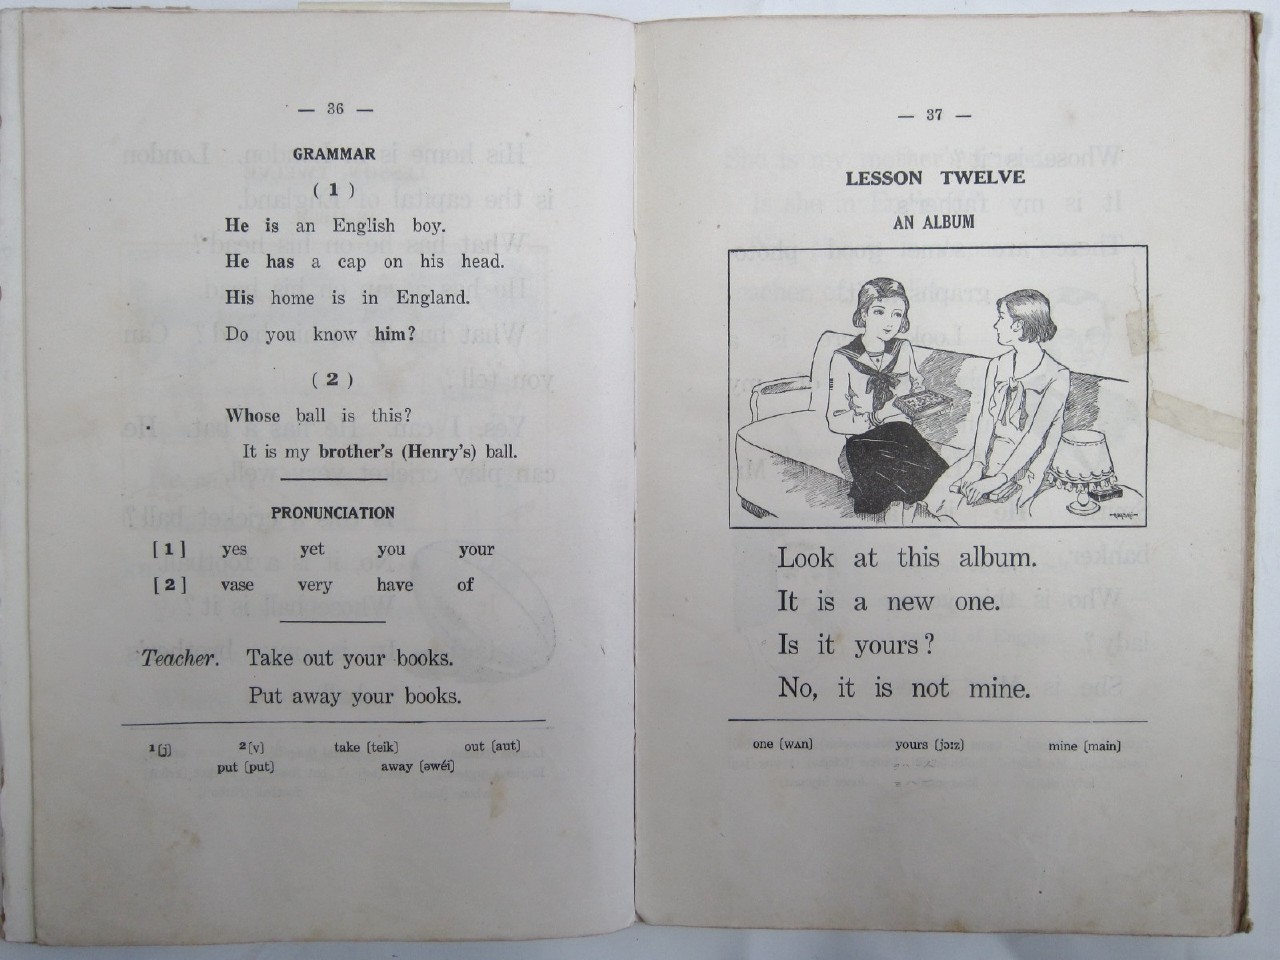 — 36 —
GRAMMAR
( 1 )
He is an English boy.
He has a cap on his head.
His home is in England.
Do you know him?
( 2 )
Whose ball is this?
It is my brother's (Henry's) ball.
PRONUNCIATION
[ 1 ] yes yet you your
[ 2 ] vase very have of
Teacher. Take out your books.
Put away your books.
1 [j] 2 [v] take [teik] out [aut]
put [put] away [əwéi]
— 37 —
LESSON TWELVE
AN ALBUM
Look at this album.
It is a new one.
Is it yours?
No, it is not mine.
one [wʌn] yours [jɔːz] mine [main]